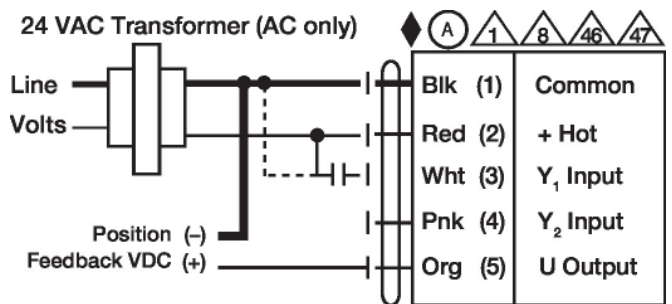 24 VAC Transformer (AC only)
A 1 8 46 47
Line
Volts
Blk (1) Common
Red (2) + Hot
Wht (3) Y₁ Input
Pnk (4) Y₂ Input
Position (–)
Feedback VDC (+)
Org (5) U Output